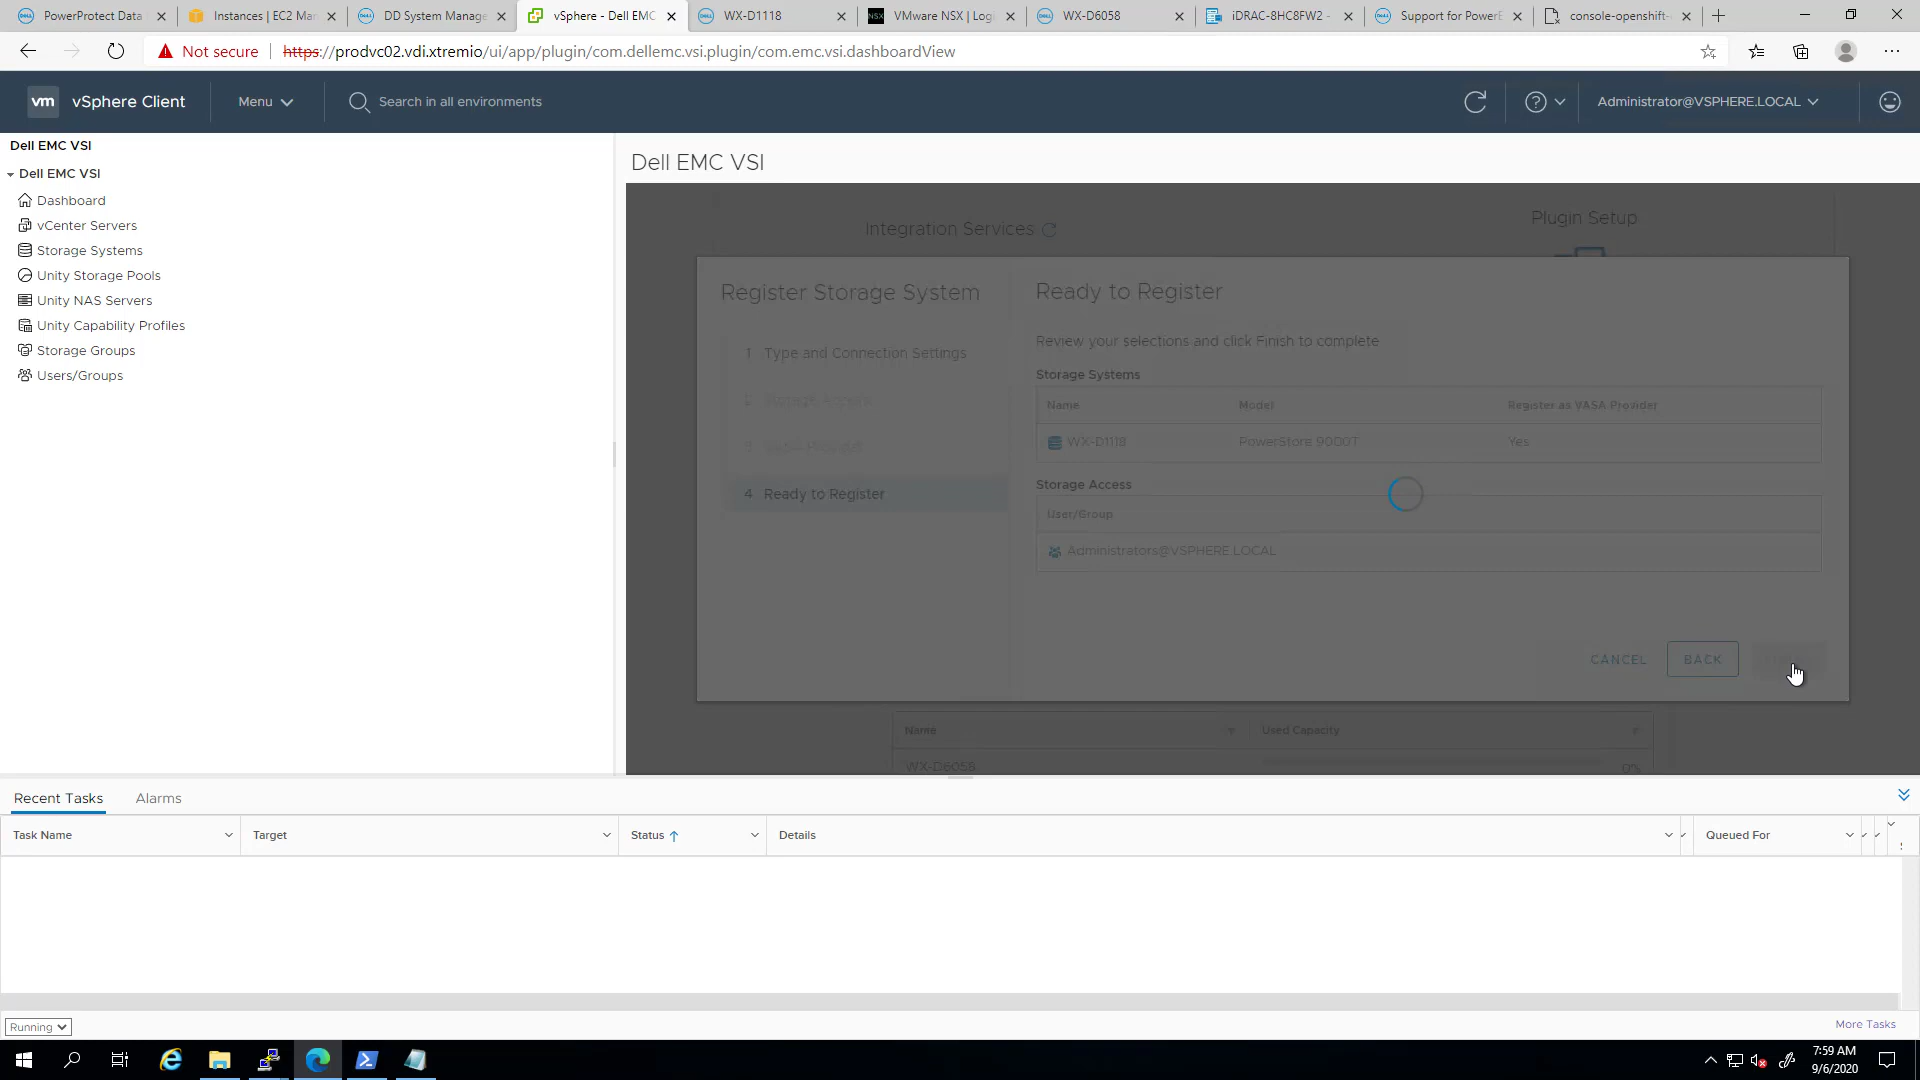 PowerProtect Data
Instances | EC2 Mar
DD System Manage
vSphere - Dell EMC
WX-D1118
VMware NSX | Logi
WX-D6058
iDRAC-8HC8FW2 -
Support for PowerE
console-openshift-
Not secure
https://prodvc02.vdi.xtremio/ui/app/plugin/com.dellemc.vsi.plugin/com.emc.vsi.dashboardView
vm vSphere Client
Menu
Search in all environments
Administrator@VSPHERE.LOCAL
Dell EMC VSI
Dell EMC VSI
Dashboard
vCenter Servers
Storage Systems
Unity Storage Pools
Unity NAS Servers
Unity Capability Profiles
Storage Groups
Users/Groups
Dell EMC VSI
Integration Services
Plugin Setup
Register Storage System
1 Type and Connection Settings
2 Storage Access
3 VASA Provider
4 Ready to Register
Ready to Register
Review your selections and click Finish to complete
Storage Systems
Name Model Register as VASA Provider
WX-D1118 PowerStore 9000T Yes
Storage Access
User/Group
Administrators@VSPHERE.LOCAL
CANCEL
BACK
Name Used Capacity
WX-D6058 0%
Recent Tasks Alarms
Task Name Target Status Details Queued For
Running
More Tasks
7:59 AM
9/6/2020